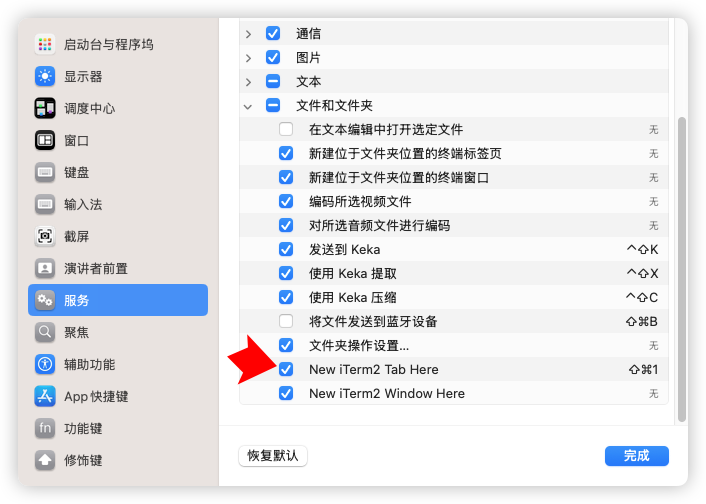 启动台与程序坞
显示器
调度中心
窗口
键盘
输入法
截屏
演讲者前置
服务
聚焦
辅助功能
App 快捷键
fn 功能键
修饰键
通信
图片
文本
文件和文件夹
在文本编辑中打开选定文件 无
新建位于文件夹位置的终端标签页 无
新建位于文件夹位置的终端窗口 无
编码所选视频文件 无
对所选音频文件进行编码 无
发送到 Keka ^⇧K
使用 Keka 提取 ^⇧X
使用 Keka 压缩 ^⇧C
将文件发送到蓝牙设备 ⇧⌘B
文件夹操作设置... 无
New iTerm2 Tab Here ⇧⌘1
New iTerm2 Window Here 无
恢复默认 完成